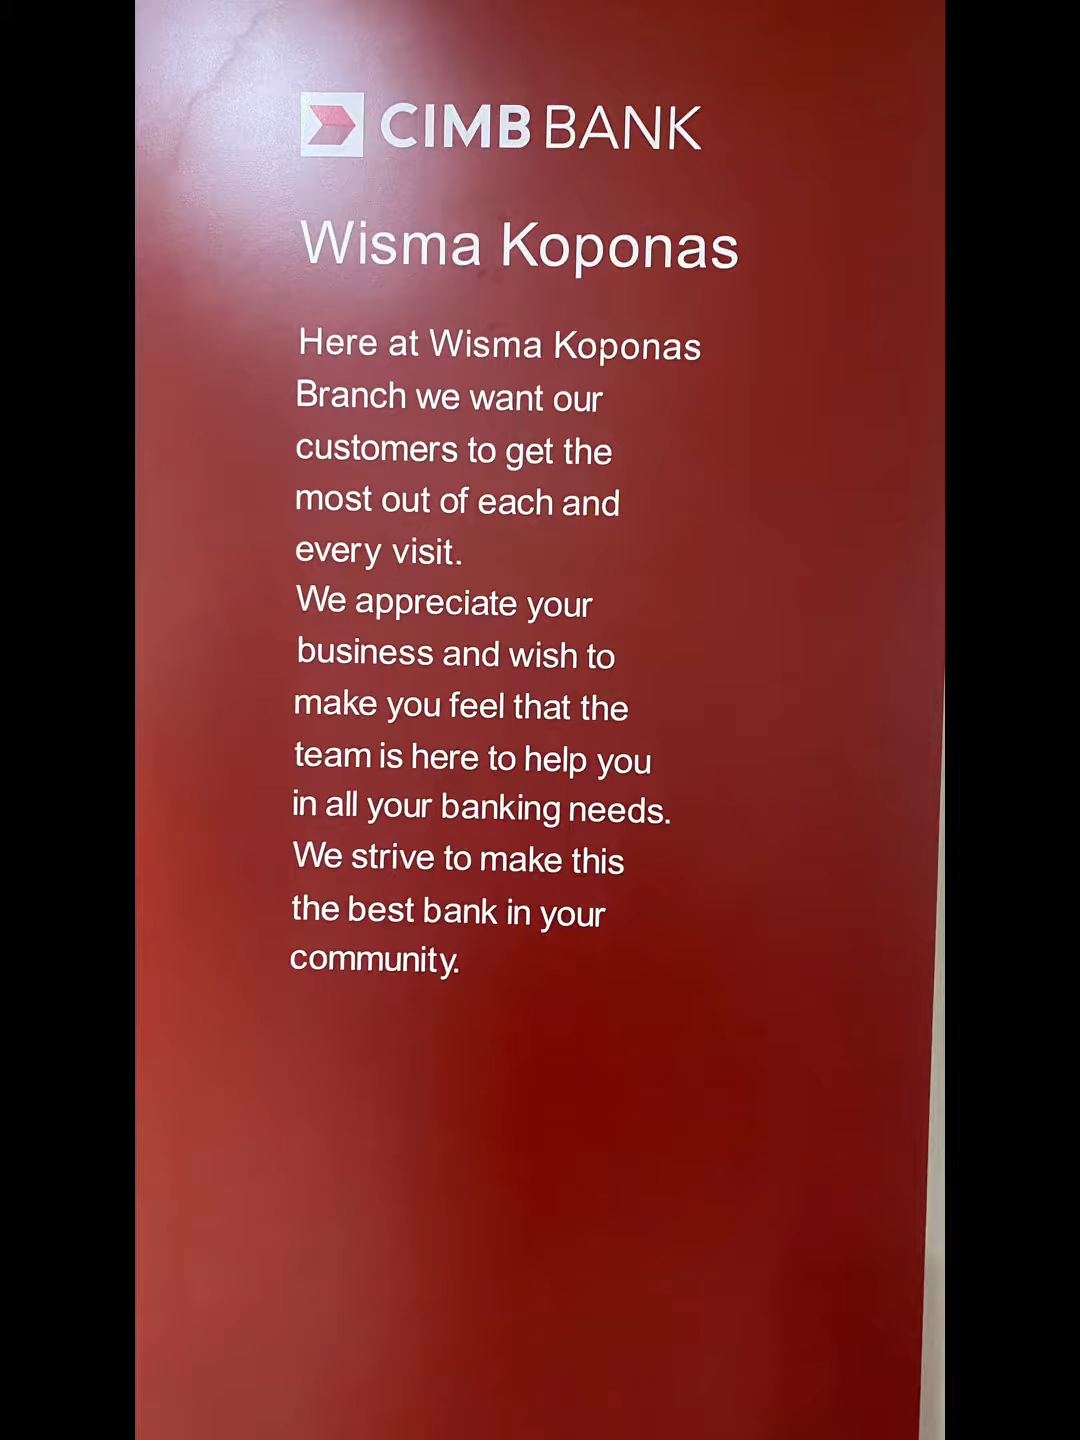 CIMB BANK
Wisma Koponas
Here at Wisma Koponas
Branch we want our
customers to get the
most out of each and
every visit.
We appreciate your
business and wish to
make you feel that the
team is here to help you
in all your banking needs.
We strive to make this
the best bank in your
community.